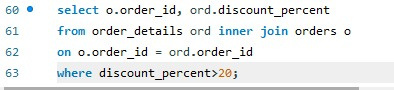 60 select o.order_id, ord.discount_percent
61 from order_details ord inner join orders o
62 on o.order_id = ord.order_id
63 where discount_percent>20;